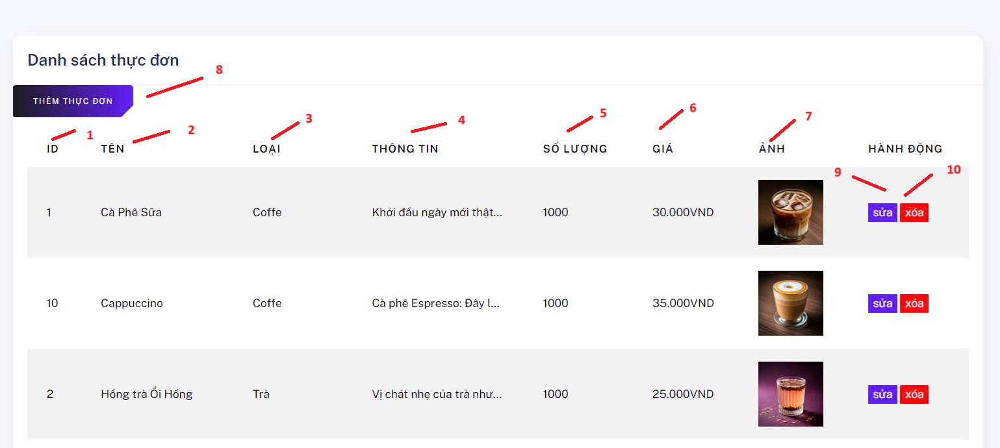 Danh sách thực đơn
8
THÊM THỰC ĐƠN
1 2 3 4 5 6 7
ID TÊN LOẠI THÔNG TIN SỐ LƯỢNG GIÁ ẢNH HÀNH ĐỘNG
9 10
1 Cà Phê Sữa Coffe Khởi đầu ngày mới thật... 1000 30.000VND sửa xóa
10 Cappuccino Coffe Cà phê Espresso: Đây l... 1000 35.000VND sửa xóa
2 Hồng trà Ổi Hồng Trà Vị chát nhẹ của trà như... 1000 25.000VND sửa xóa